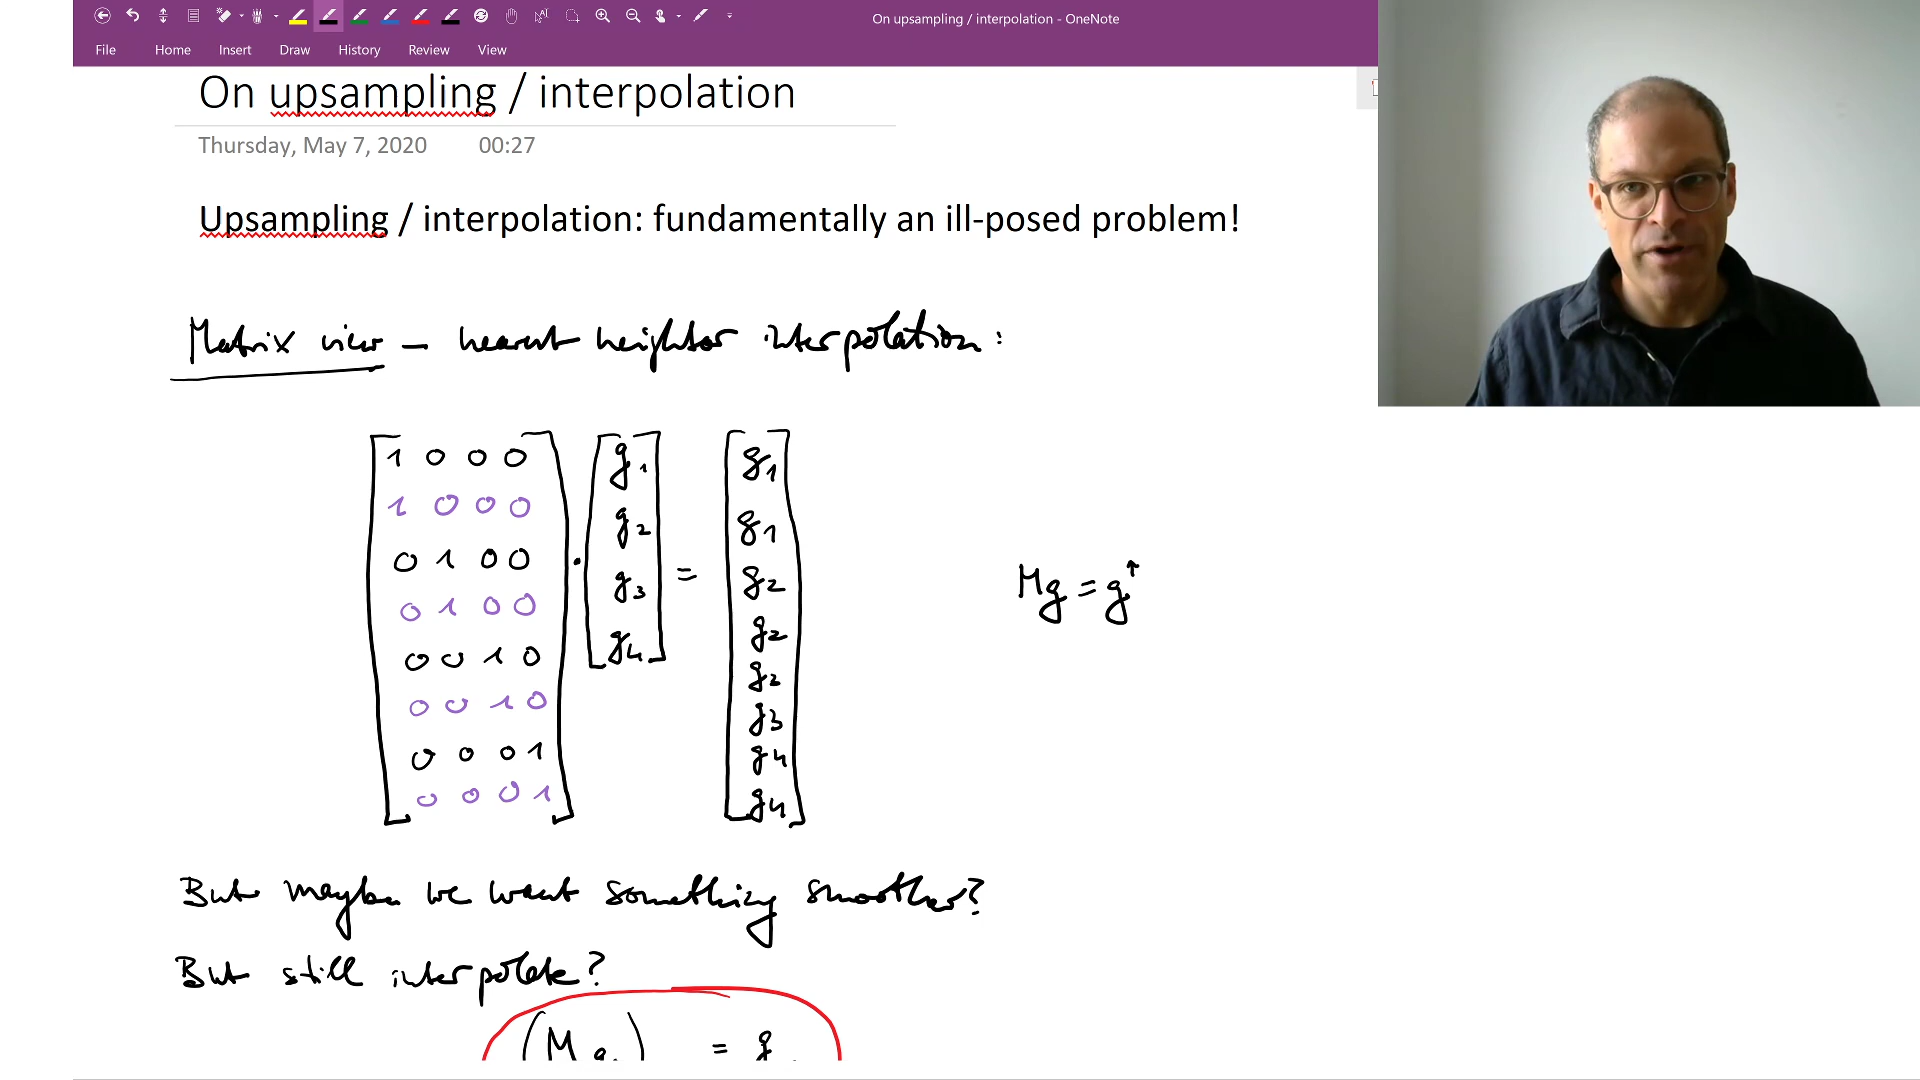 On upsampling / interpolation - OneNote
File Home Insert Draw History Review View
On upsampling / interpolation
Thursday, May 7, 2020 00:27
Upsampling / interpolation: fundamentally an ill-posed problem!
Matrix view – nearest neighbor interpolation:
1 0 0 0 g1 g1
1 0 0 0 g2 g1
0 1 0 0 · g3 = g2
0 1 0 0 g4 g2
0 0 1 0 g2
0 0 1 0 g3
0 0 0 1 g4
0 0 0 1 g4
Mg = g↑
But maybe we want something smoother?
But still interpolate?
(M g.) = g